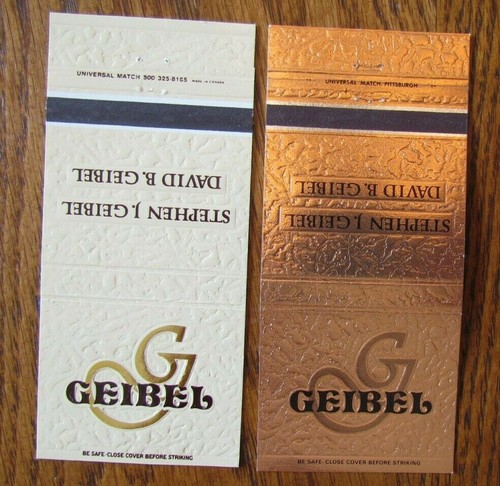 UNIVERSAL MATCH 800 325-8165 MADE IN CANADA
DAVID B. GEIBEL
STEPHEN J. GEIBEL
G
GEIBEL
BE SAFE-CLOSE COVER BEFORE STRIKING
UNIVERSAL MATCH, PITTSBURGH
DAVID B. GEIBEL
STEPHEN J. GEIBEL
G
GEIBEL
BE SAFE-CLOSE COVER BEFORE STRIKING